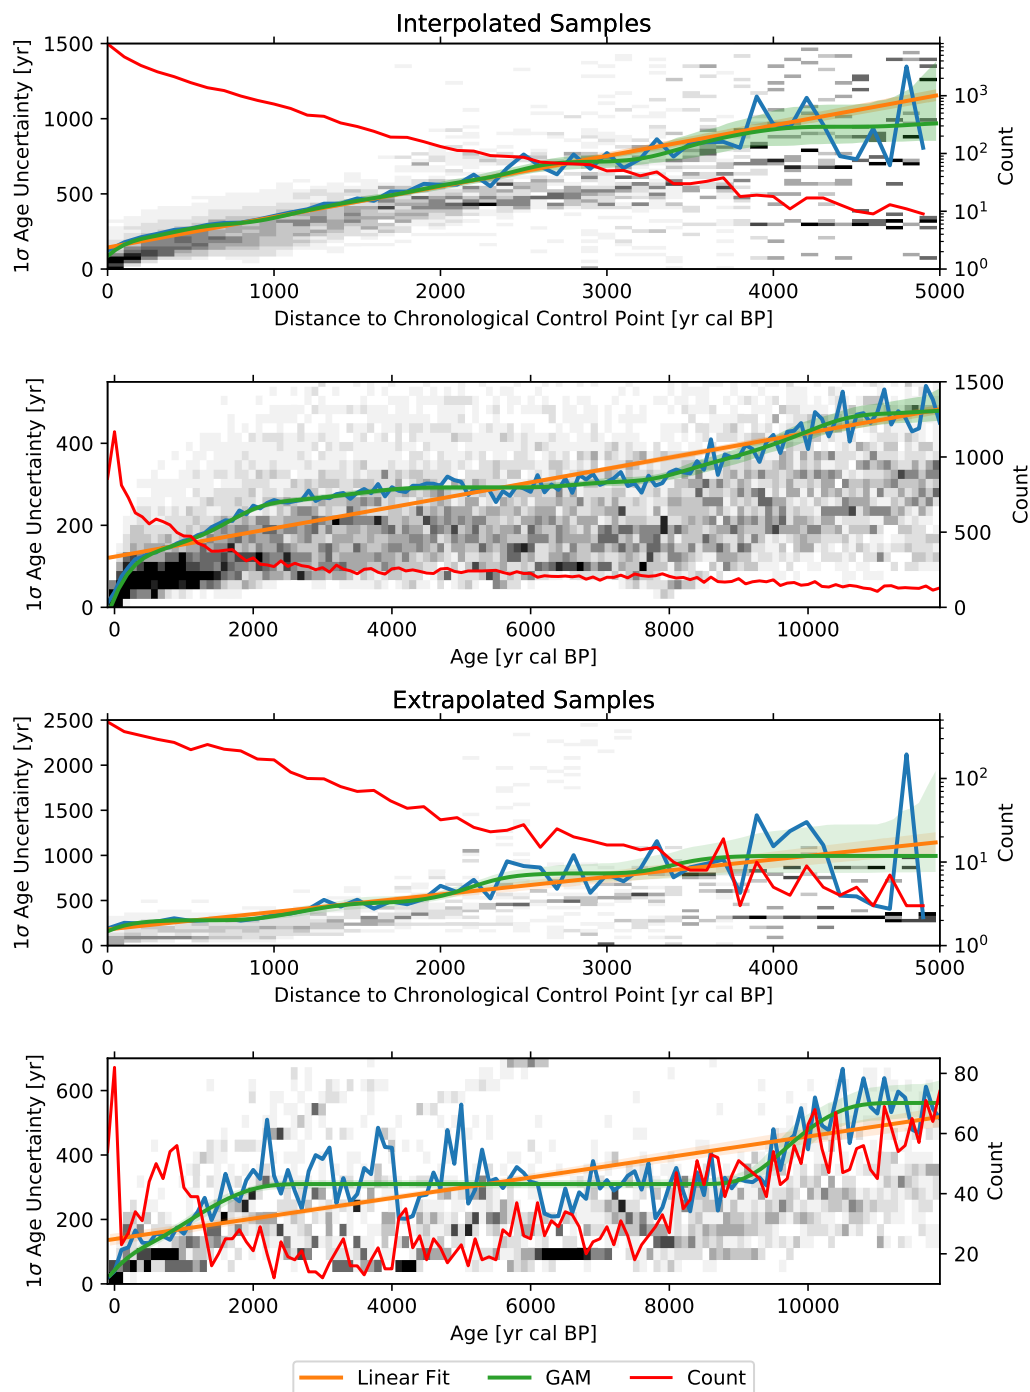 Interpolated Samples
1500
1000
500
0
1σ Age Uncertainty [yr]
10³
10²
10¹
10⁰
Count
0 1000 2000 3000 4000 5000
Distance to Chronological Control Point [yr cal BP]
400
200
0
1σ Age Uncertainty [yr]
1500
1000
500
0
Count
0 2000 4000 6000 8000 10000
Age [yr cal BP]
Extrapolated Samples
2500
2000
1500
1000
500
0
1σ Age Uncertainty [yr]
10²
10¹
10⁰
Count
0 1000 2000 3000 4000 5000
Distance to Chronological Control Point [yr cal BP]
600
400
200
0
1σ Age Uncertainty [yr]
80
60
40
20
Count
0 2000 4000 6000 8000 10000
Age [yr cal BP]
Linear Fit GAM Count